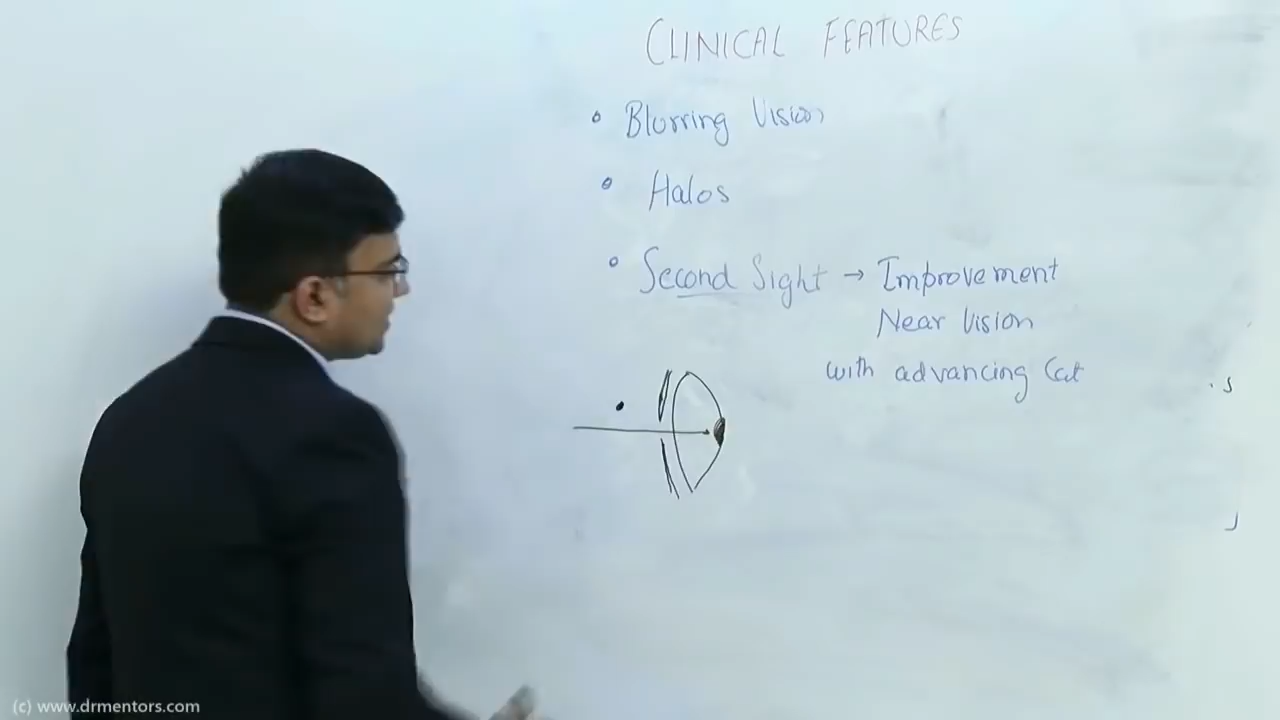 CLINICAL FEATURES
• Blurring Vision
• Halos
• Second Sight → Improvement
Near Vision
with advancing Cat
(c) www.drmentors.com